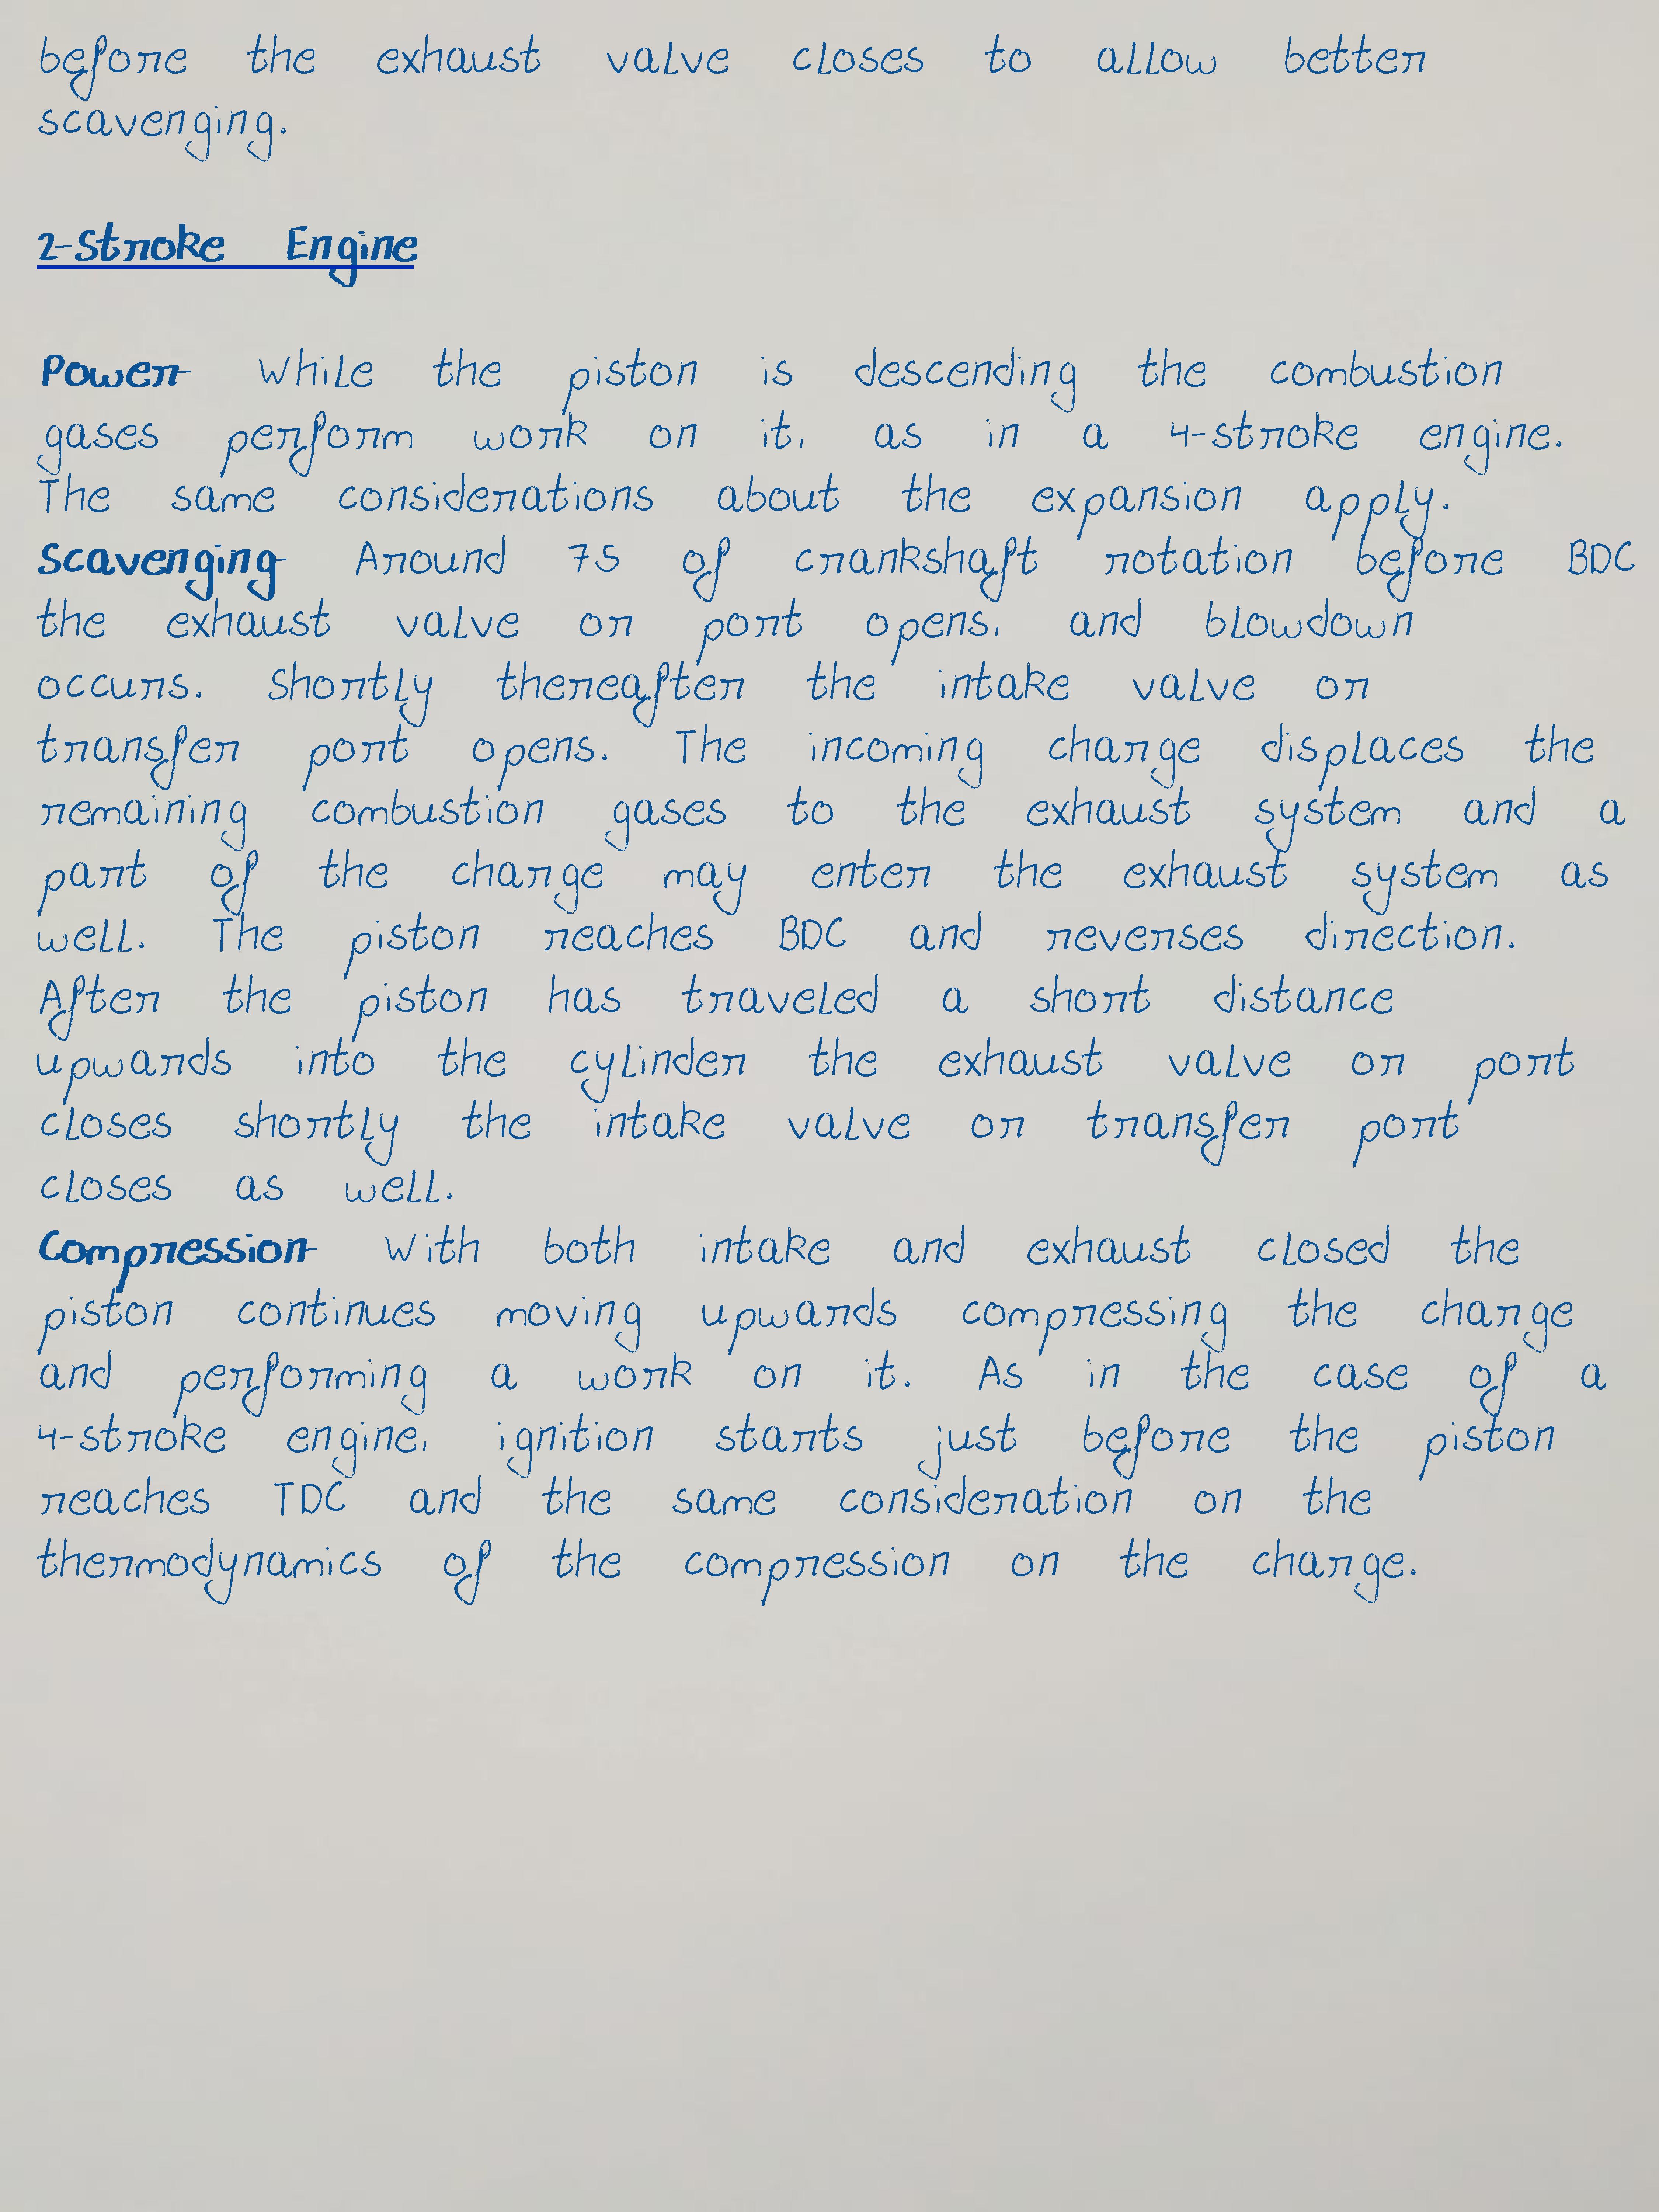 before the exhaust valve closes to allow better
scavenging.
2-Stroke Engine
Power- While the piston is descending the combustion
gases perform work on it, as in a 4-stroke engine.
The same considerations about the expansion apply.
Scavenging- Around 75 of crankshaft rotation before BDC
the exhaust valve or port opens, and blowdown
occurs. Shortly thereafter the intake valve or
transfer port opens. The incoming charge displaces the
remaining combustion gases to the exhaust system and a
part of the charge may enter the exhaust system as
well. The piston reaches BDC and reverses direction.
After the piston has traveled a short distance
upwards into the cylinder the exhaust valve or port
closes shortly the intake valve or transfer port
closes as well.
Compression- With both intake and exhaust closed the
piston continues moving upwards compressing the charge
and performing a work on it. As in the case of a
4-stroke engine, ignition starts just before the piston
reaches TDC and the same consideration on the
thermodynamics of the compression on the charge.